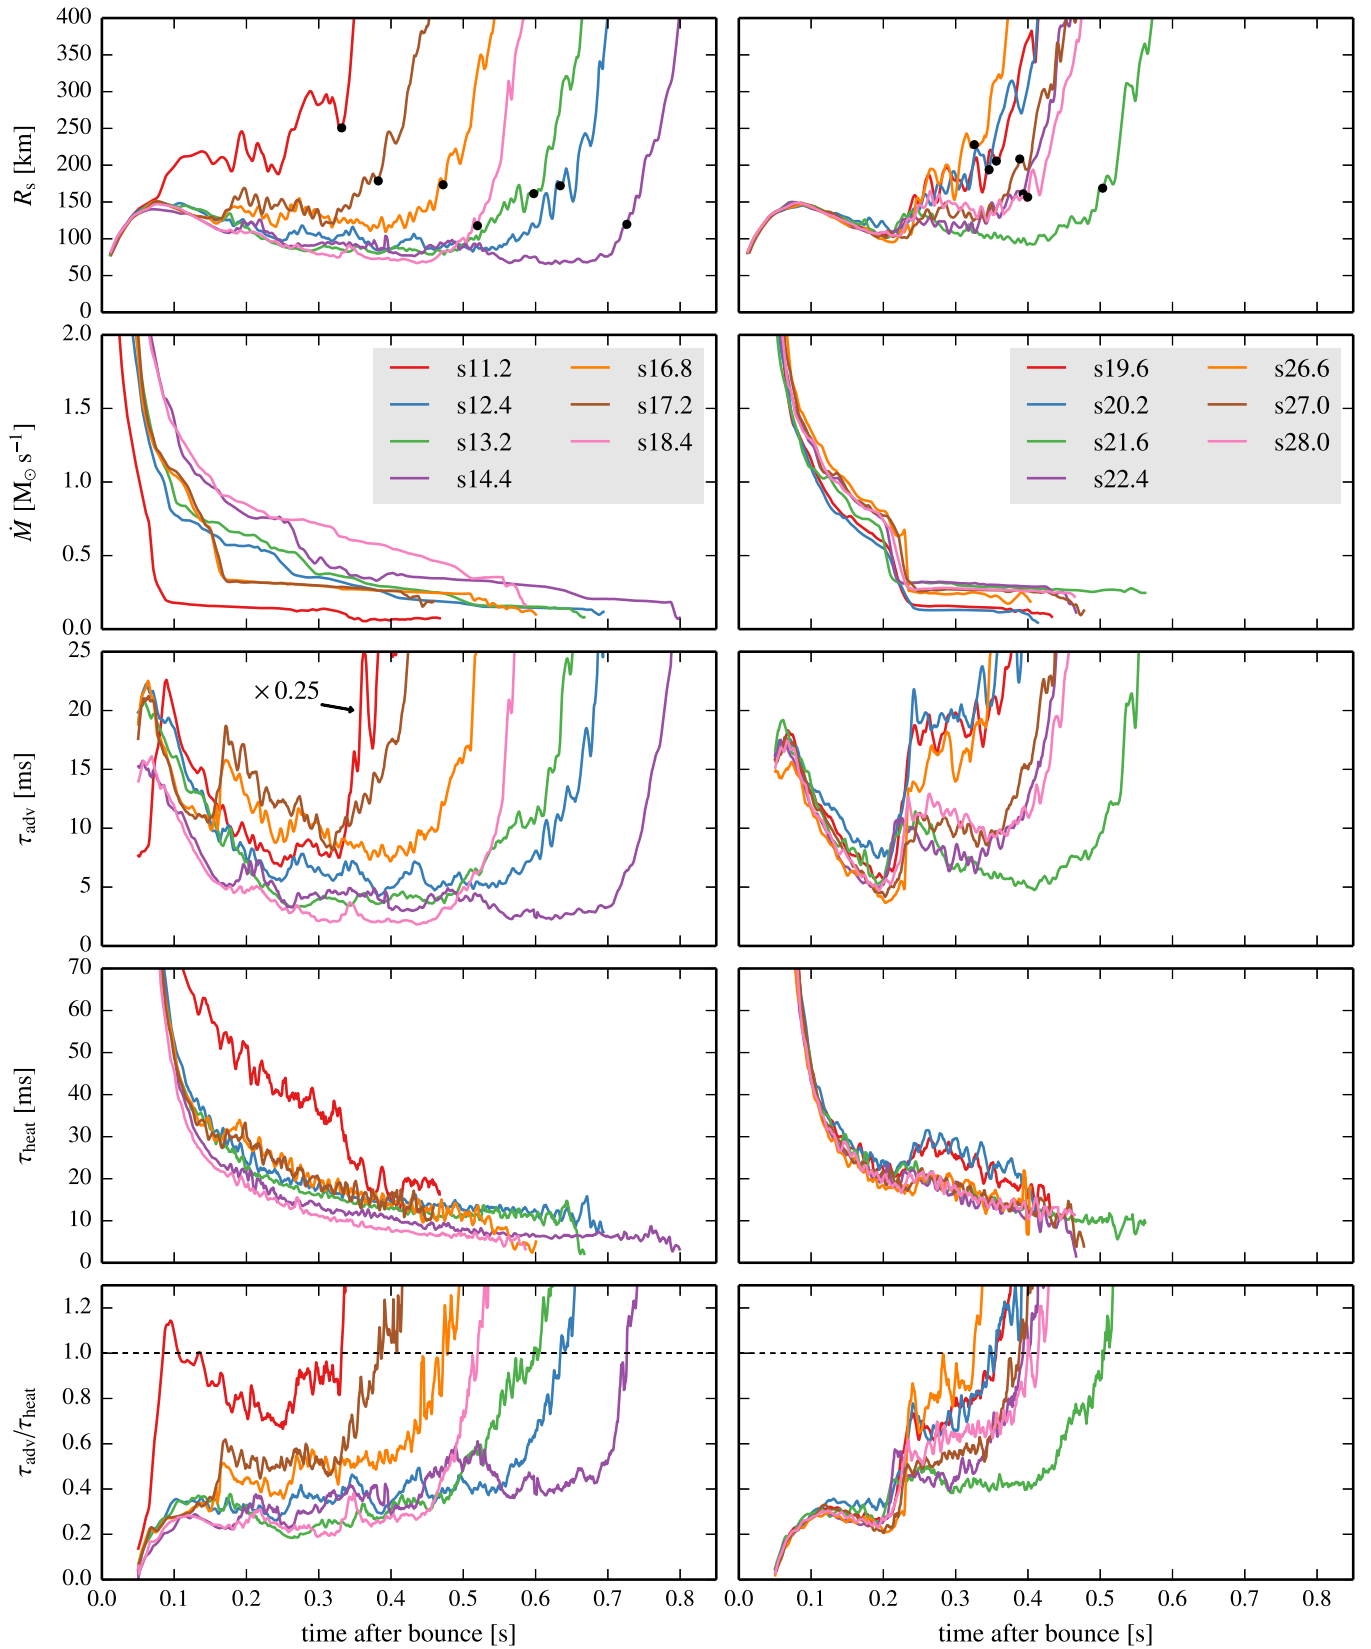 400
350
300
250
200
150
100
50
0
R_s [km]
2.0
1.5
1.0
0.5
0.0
Ṁ [M_⊙ s⁻¹]
s11.2 s16.8
s12.4 s17.2
s13.2 s18.4
s14.4
s19.6 s26.6
s20.2 s27.0
s21.6 s28.0
s22.4
25
20
15
10
5
0
τ_adv [ms]
× 0.25
70
60
50
40
30
20
10
0
τ_heat [ms]
1.2
1.0
0.8
0.6
0.4
0.2
0.0
τ_adv/τ_heat
0.0 0.1 0.2 0.3 0.4 0.5 0.6 0.7 0.8
time after bounce [s]
0.0 0.1 0.2 0.3 0.4 0.5 0.6 0.7 0.8
time after bounce [s]